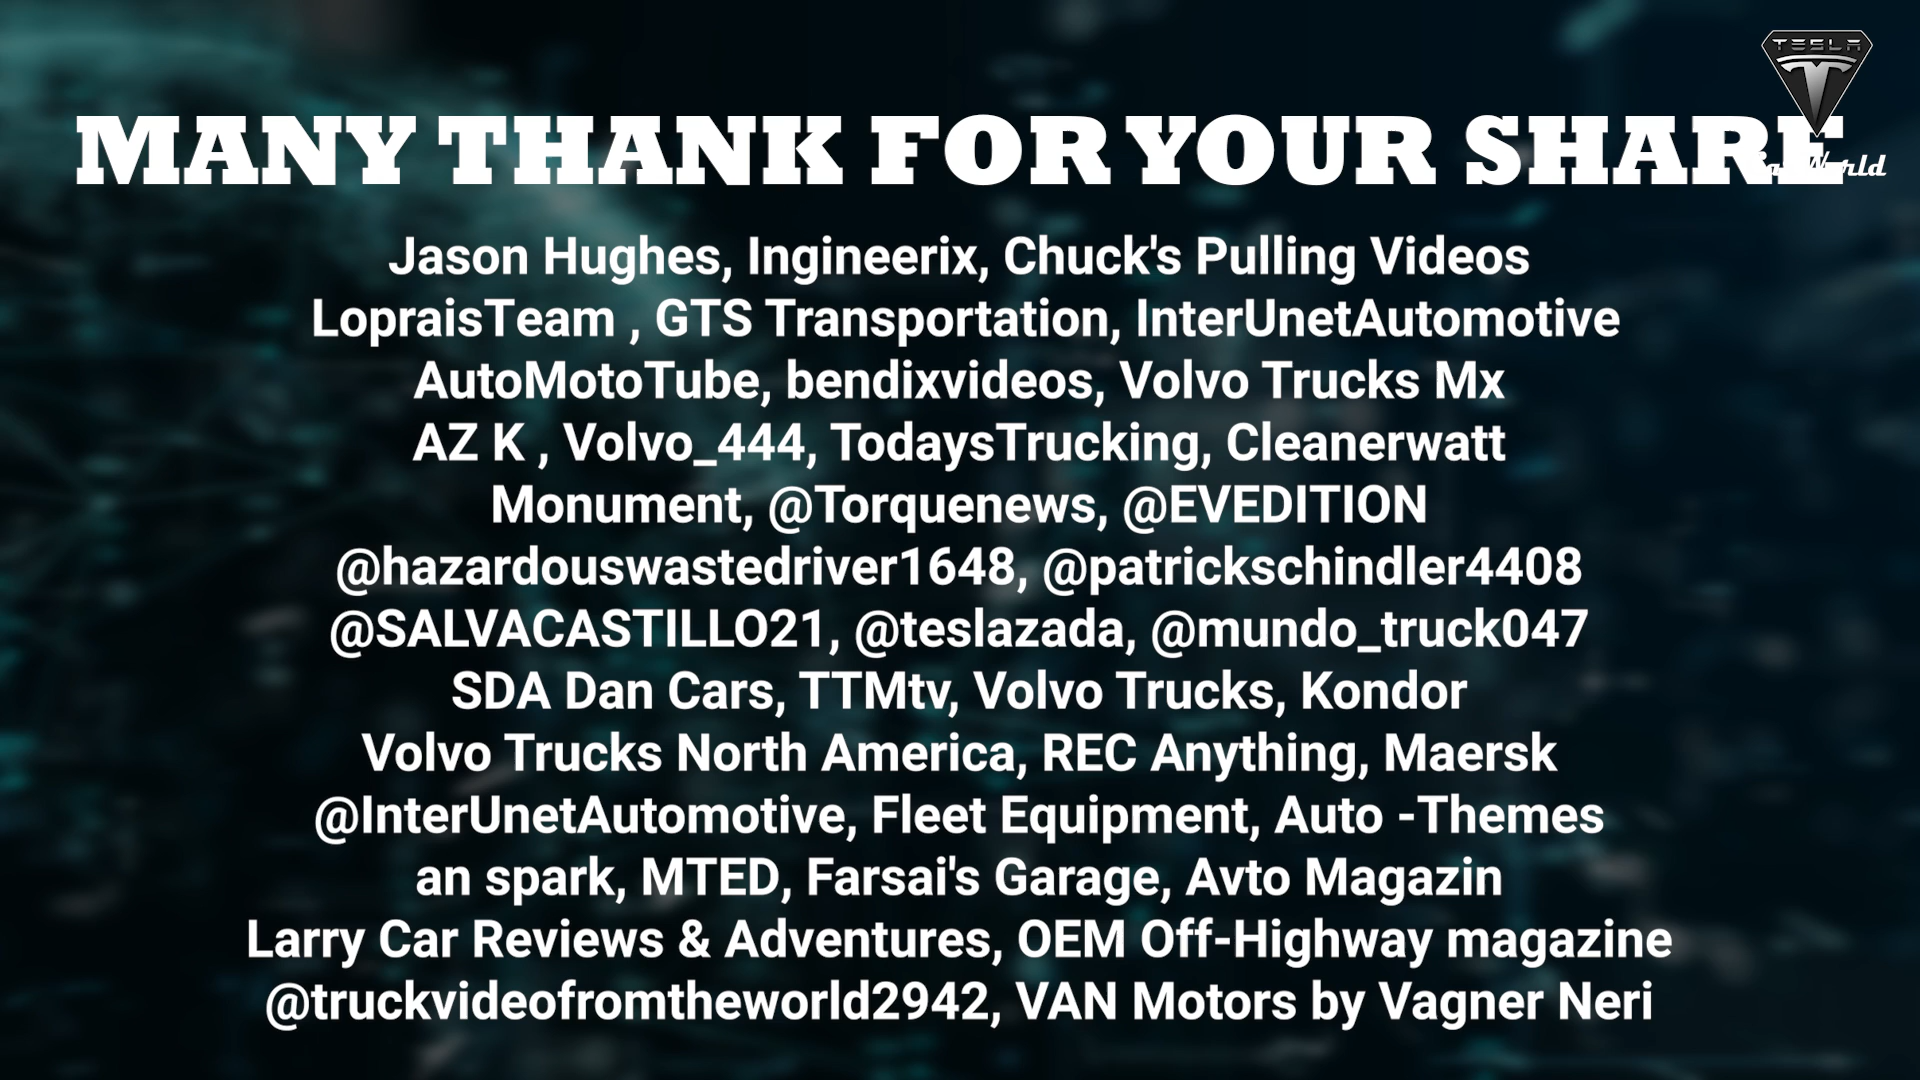 TESLA
MANY THANK FOR YOUR SHARE
Car World
Jason Hughes, Ingineerix, Chuck's Pulling Videos
LopraisTeam , GTS Transportation, InterUnetAutomotive
AutoMotoTube, bendixvideos, Volvo Trucks Mx
AZ K , Volvo_444, TodaysTrucking, Cleanerwatt
Monument, @Torquenews, @EVEDITION
@hazardouswastedriver1648, @patrickschindler4408
@SALVACASTILLO21, @teslazada, @mundo_truck047
SDA Dan Cars, TTMtv, Volvo Trucks, Kondor
Volvo Trucks North America, REC Anything, Maersk
@InterUnetAutomotive, Fleet Equipment, Auto -Themes
an spark, MTED, Farsai's Garage, Avto Magazin
Larry Car Reviews & Adventures, OEM Off-Highway magazine
@truckvideofromtheworld2942, VAN Motors by Vagner Neri